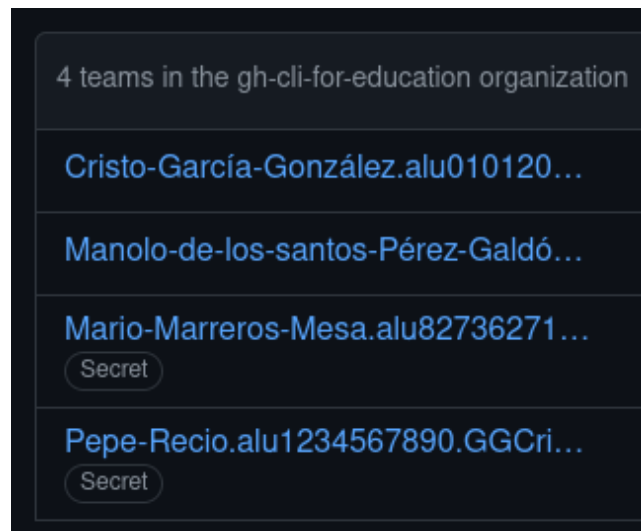 4 teams in the gh-cli-for-education organization
Cristo-García-González.alu010120...
Manolo-de-los-santos-Pérez-Galdó...
Mario-Marreros-Mesa.alu82736271...
Secret
Pepe-Recio.alu1234567890.GGCri...
Secret